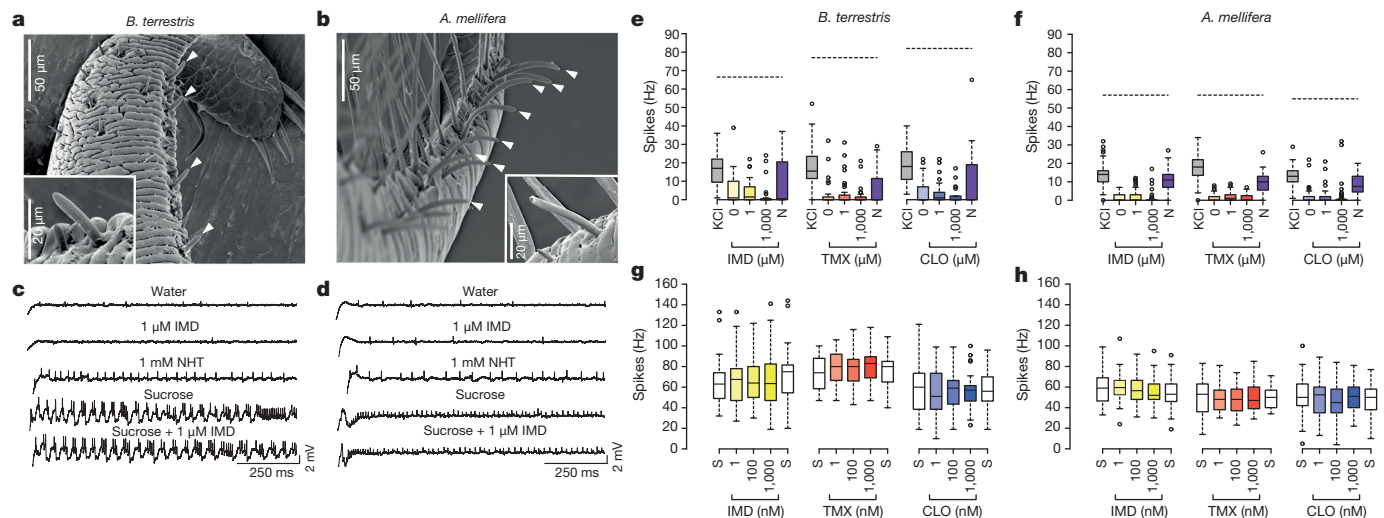 a
B. terrestris
50 µm
20 µm
b
A. mellifera
50 µm
20 µm
c
Water
1 µM IMD
1 mM NHT
Sucrose
Sucrose + 1 µM IMD
250 ms
2 mV
d
Water
1 µM IMD
1 mM NHT
Sucrose
Sucrose + 1 µM IMD
250 ms
2 mV
e
B. terrestris
Spikes (Hz)
90
80
70
60
50
40
30
20
10
0
KCl 0 1 1,000 N
KCl 0 1 1,000 N
KCl 0 1 1,000 N
IMD (µM) TMX (µM) CLO (µM)
f
A. mellifera
Spikes (Hz)
90
80
70
60
50
40
30
20
10
0
KCl 0 1 1,000 N
KCl 0 1 1,000 N
KCl 0 1 1,000 N
IMD (µM) TMX (µM) CLO (µM)
g
Spikes (Hz)
160
140
120
100
80
60
40
20
0
S 1 100 1,000 S
S 1 100 1,000 S
S 1 100 1,000 S
IMD (nM) TMX (nM) CLO (nM)
h
Spikes (Hz)
160
140
120
100
80
60
40
20
0
S 1 100 1,000 S
S 1 100 1,000 S
S 1 100 1,000 S
IMD (nM) TMX (nM) CLO (nM)